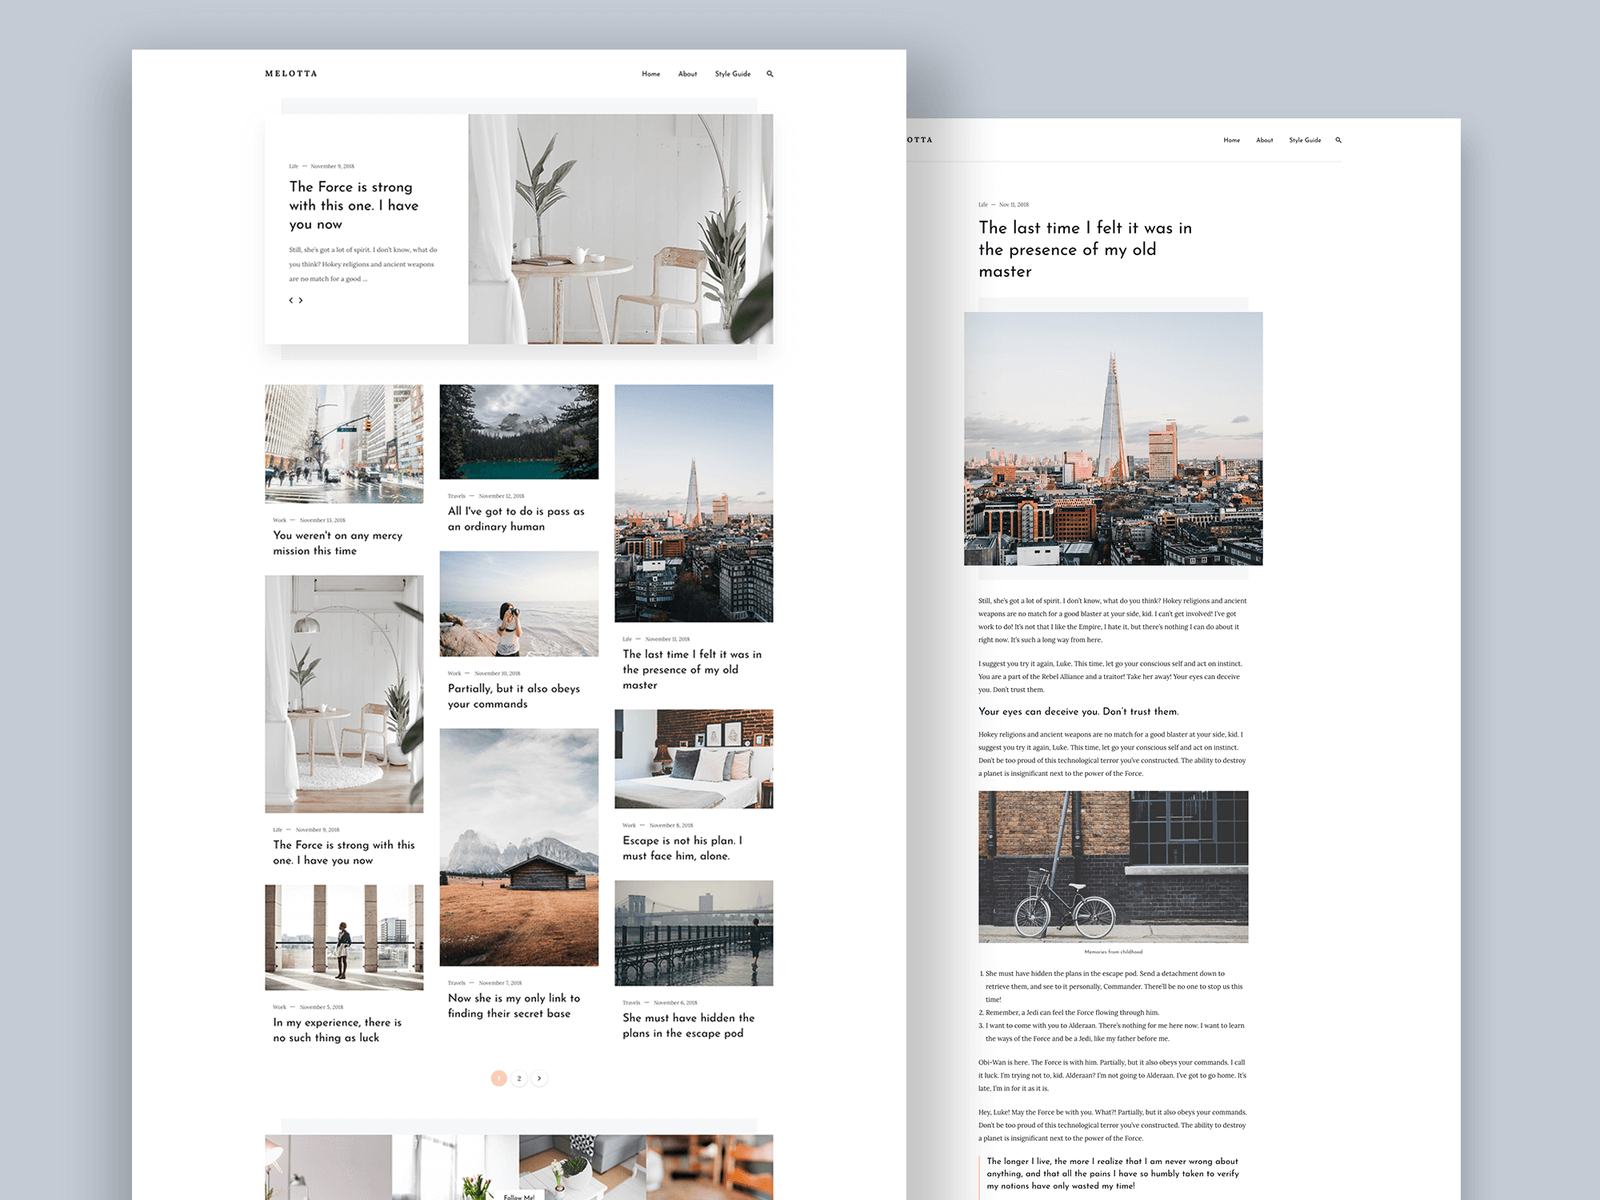 MELOTTA
Home
About
Style Guide
Life — November 9, 2018
The Force is strong
with this one. I have
you now
Still, she's got a lot of spirit. I don't know, what do
you think? Hokey religions and ancient weapons
are no match for a good ...
Work — November 13, 2018
You weren't on any mercy
mission this time
Life — November 9, 2018
The Force is strong with this
one. I have you now
Work — November 5, 2018
In my experience, there is
no such thing as luck
Travels — November 12, 2018
All I've got to do is pass as
an ordinary human
Work — November 10, 2018
Partially, but it also obeys
your commands
Travels — November 7, 2018
Now she is my only link to
finding their secret base
Life — November 11, 2018
The last time I felt it was in
the presence of my old
master
Work — November 8, 2018
Escape is not his plan. I
must face him, alone.
Travels — November 6, 2018
She must have hidden the
plans in the escape pod
1 2
Follow Me!
OTTA
Home
About
Style Guide
Life — Nov 11, 2018
The last time I felt it was in
the presence of my old
master
Still, she's got a lot of spirit. I don't know, what do you think? Hokey religions and ancient
weapons are no match for a good blaster at your side, kid. I can't get involved! I've got
work to do! It's not that I like the Empire, I hate it, but there's nothing I can do about it
right now. It's such a long way from here.
I suggest you try it again, Luke. This time, let go your conscious self and act on instinct.
You are a part of the Rebel Alliance and a traitor! Take her away! Your eyes can deceive
you. Don't trust them.
Your eyes can deceive you. Don't trust them.
Hokey religions and ancient weapons are no match for a good blaster at your side, kid. I
suggest you try it again, Luke. This time, let go your conscious self and act on instinct.
Don't be too proud of this technological terror you've constructed. The ability to destroy
a planet is insignificant next to the power of the Force.
Memories from childhood
1. She must have hidden the plans in the escape pod. Send a detachment down to
retrieve them, and see to it personally, Commander. There'll be no one to stop us this
time!
2. Remember, a Jedi can feel the Force flowing through him.
3. I want to come with you to Alderaan. There's nothing for me here now. I want to learn
the ways of the Force and be a Jedi, like my father before me.
Obi-Wan is here. The Force is with him. Partially, but it also obeys your commands. I call
it luck. I'm trying not to, kid. Alderaan? I'm not going to Alderaan. I've got to go home. It's
late, I'm in for it as it is.
Hey, Luke! May the Force be with you. What?! Partially, but it also obeys your commands.
Don't be too proud of this technological terror you've constructed. The ability to destroy
a planet is insignificant next to the power of the Force.
The longer I live, the more I realize that I am never wrong about
anything, and that all the pains I have so humbly taken to verify
my notions have only wasted my time!